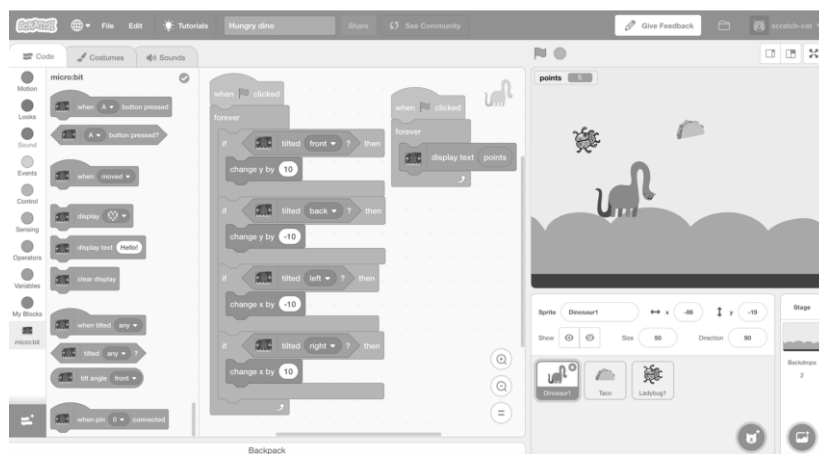 SCRATCH File Edit Tutorials Hungry dino Share See Community Give Feedback scratch-cat
Code Costumes Sounds
Motion
Looks
Sound
Events
Control
Sensing
Operators
Variables
My Blocks
micro:bit
micro:bit
when A button pressed
A button pressed?
when moved
display
display text Hello!
clear display
when tilted any
tilted any ?
tilt angle front
when pin 0 connected
when clicked
forever
if tilted front ? then
change y by 10
if tilted back ? then
change y by -10
if tilted left ? then
change x by -10
if tilted right ? then
change x by 10
when clicked
forever
display text points
points 5
Sprite Dinosaur1 x -86 y -19
Show Size 50 Direction 90
Dinosaur1 Taco Ladybug1
Stage
Backdrops
2
Backpack